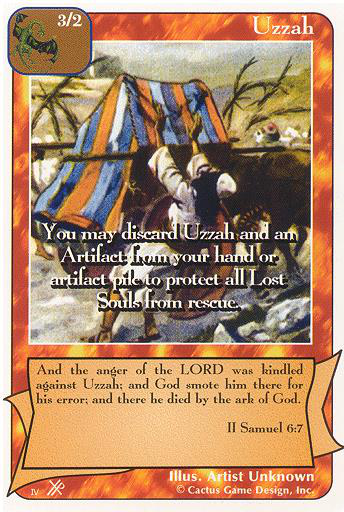 3/2
Uzzah
You may discard Uzzah and an
Artifact from your hand or
artifact pile to protect all Lost
Souls from rescue.
And the anger of the LORD was kindled
against Uzzah; and God smote him there for
his error; and there he died by the ark of God.
II Samuel 6:7
Illus. Artist Unknown
IV
© Cactus Game Design, Inc.